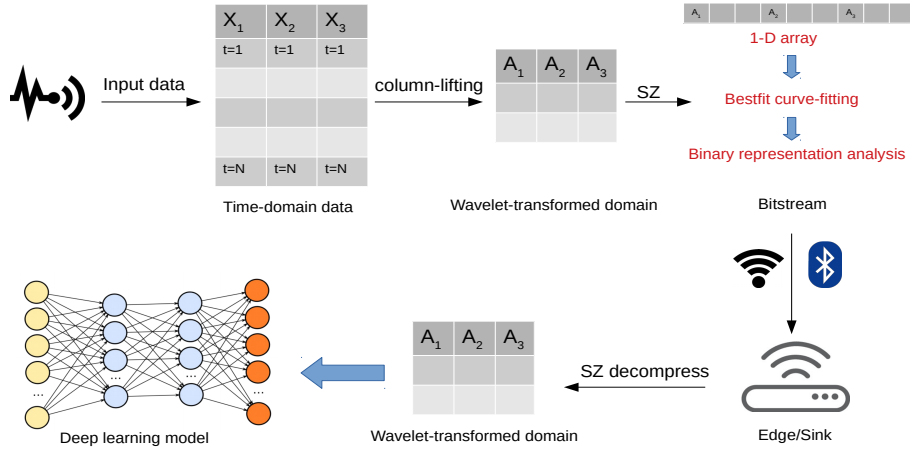 A1 A2 A3
1-D array
Bestfit curve-fitting
Binary representation analysis
Bitstream
Input data
X1 X2 X3
t=1 t=1 t=1
t=N t=N t=N
Time-domain data
column-lifting
A1 A2 A3
Wavelet-transformed domain
SZ
Edge/Sink
SZ decompress
A1 A2 A3
Wavelet-transformed domain
... ... ... ...
Deep learning model